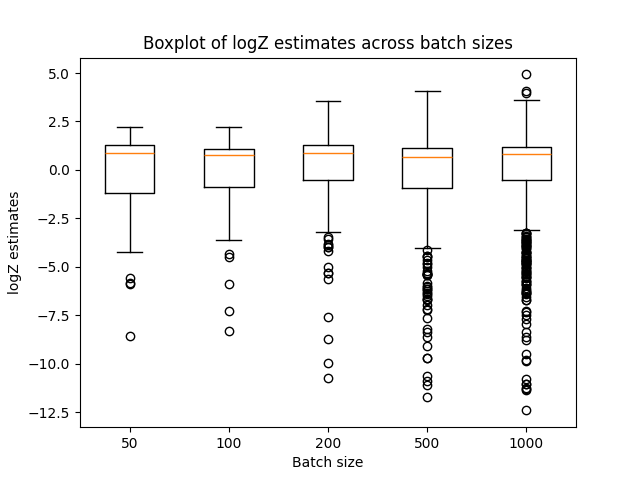 Boxplot of logZ estimates across batch sizes
5.0
2.5
0.0
−2.5
−5.0
−7.5
−10.0
−12.5
logZ estimates
50 100 200 500 1000
Batch size